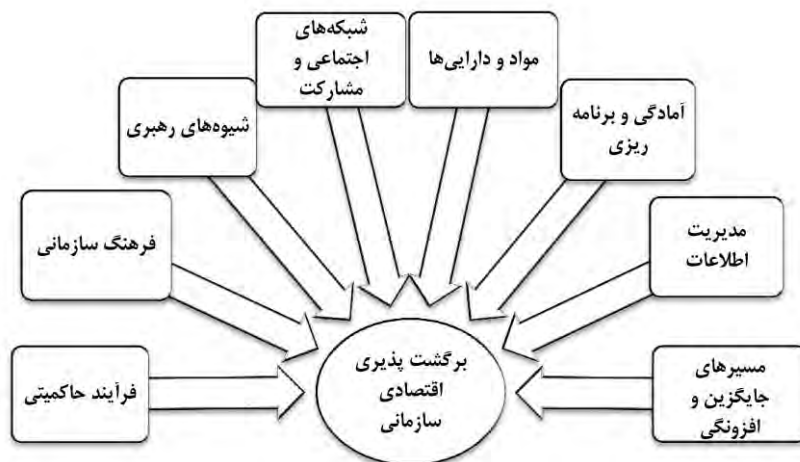 شبکه‌های
اجتماعی و
مشارکت
مواد و دارایی‌ها
شیوه‌های رهبری
آمادگی و برنامه
ریزی
فرهنگ سازمانی
مدیریت
اطلاعات
فرآیند حاکمیتی
برگشت پذیری
اقتصادی
سازمانی
مسیرهای
جایگزین و
افزونگی